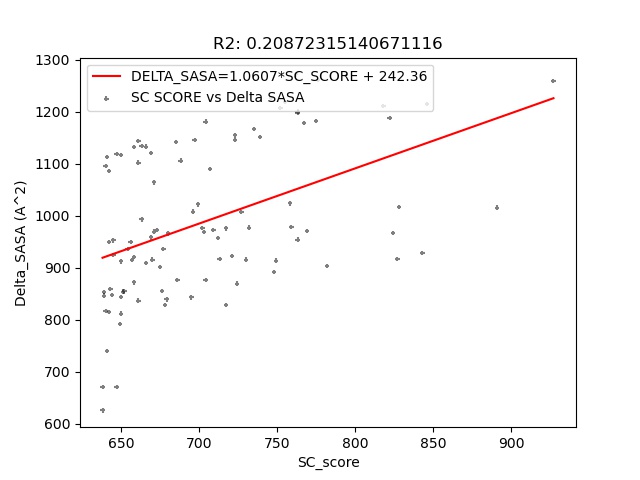 R2: 0.20872315140671116
DELTA_SASA=1.0607*SC_SCORE + 242.36
SC SCORE vs Delta SASA
Delta_SASA (A^2)
1300
1200
1100
1000
900
800
700
600
650
700
750
800
850
900
SC_score